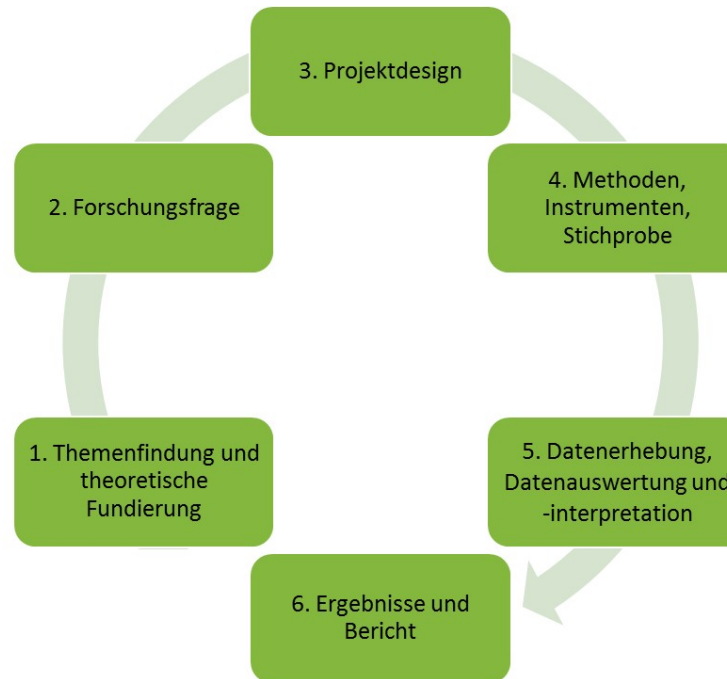 3. Projektdesign
2. Forschungsfrage
4. Methoden,
Instrumenten,
Stichprobe
1. Themenfindung und
theoretische
Fundierung
5. Datenerhebung,
Datenauswertung und
-interpretation
6. Ergebnisse und
Bericht